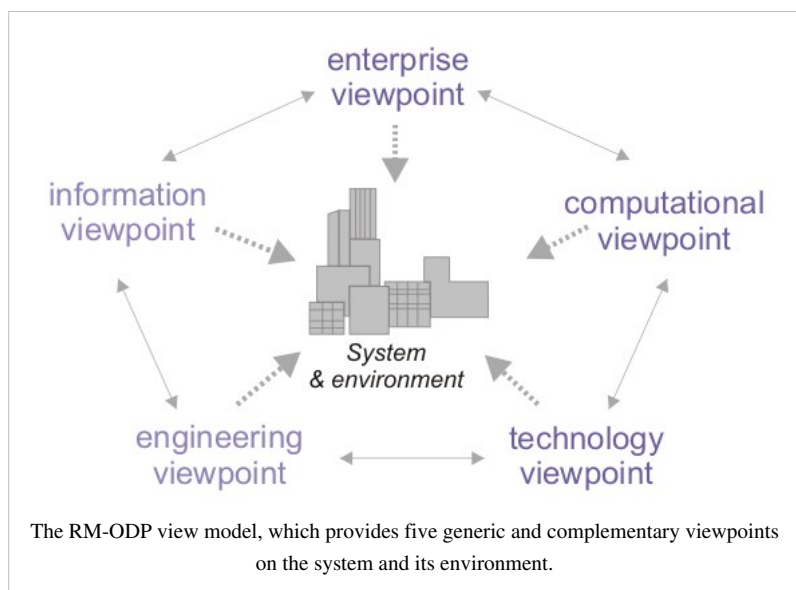 enterprise
viewpoint
information
viewpoint
computational
viewpoint
System
& environment
engineering
viewpoint
technology
viewpoint
The RM-ODP view model, which provides five generic and complementary viewpoints
on the system and its environment.